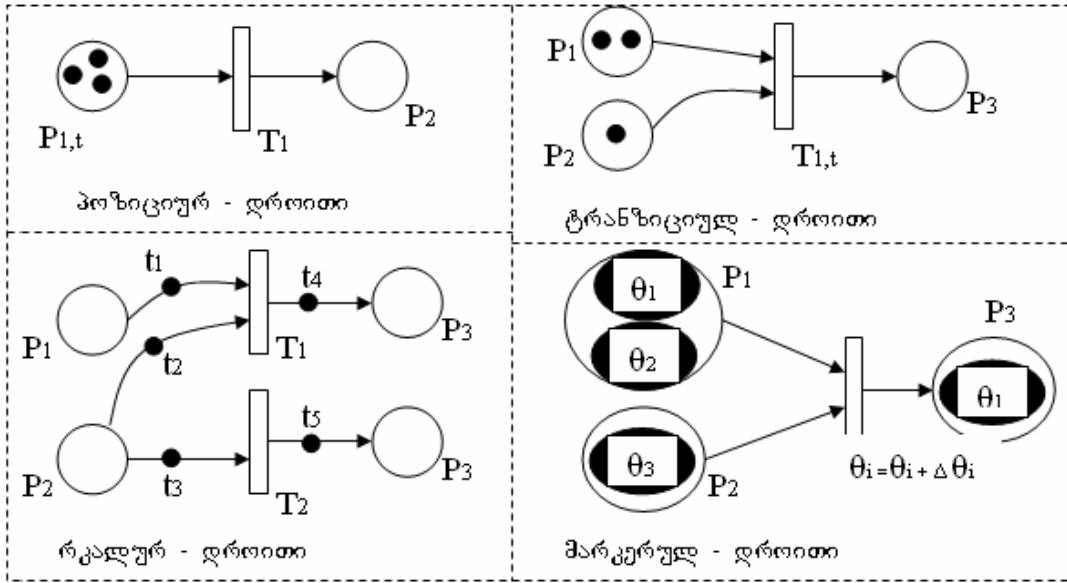 P1,t
T1
P2
პოზიციურ - დროითი
P1
P2
T1,t
P3
ტრანზიციულ - დროითი
t1
t4
P1
t2
T1
P3
P2
t3
t5
T2
P3
რკალურ - დროითი
θ1
P1
θ2
P3
θ1
θ3
P2
θi=θi+Δθi
მარკერულ - დროითი